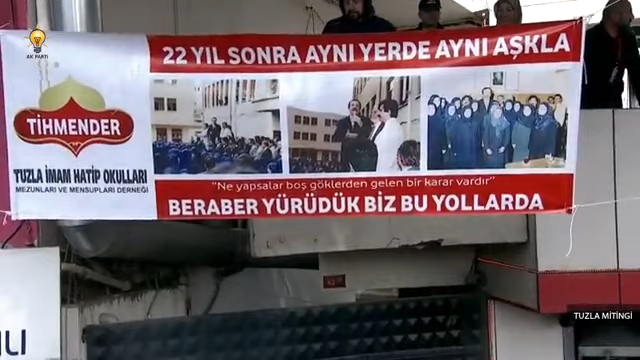 AK PARTİ
22 YIL SONRA AYNI YERDE AYNI AŞKLA
TİHMENDER
TUZLA İMAM HATİP OKULLARI
MEZUNLARI VE MENSUPLARI DERNEĞİ
"Ne yapsalar boş göklerden gelen bir karar vardır"
BERABER YÜRÜDÜK BİZ BU YOLLARDA
TUZLA MİTİNGİ